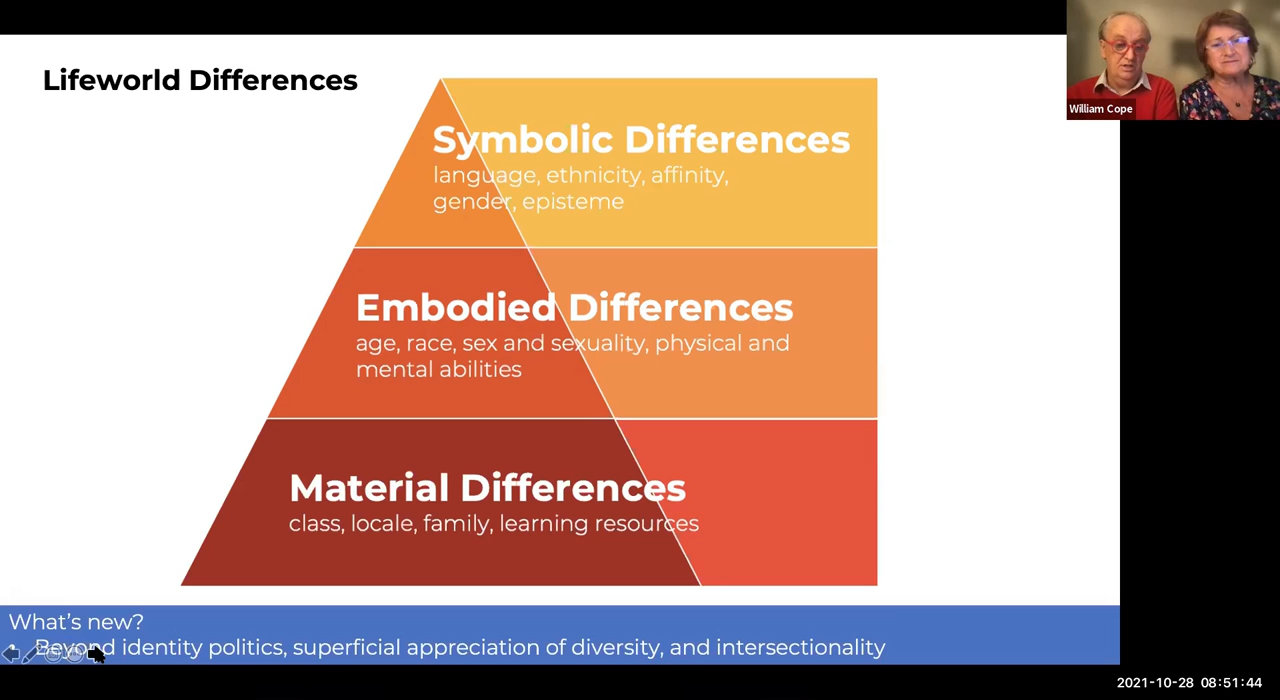 Lifeworld Differences
Symbolic Differences
language, ethnicity, affinity,
gender, episteme
Embodied Differences
age, race, sex and sexuality, physical and
mental abilities
Material Differences
class, locale, family, learning resources
What’s new?
Beyond identity politics, superficial appreciation of diversity, and intersectionality
William Cope
2021-10-28 08:51:44